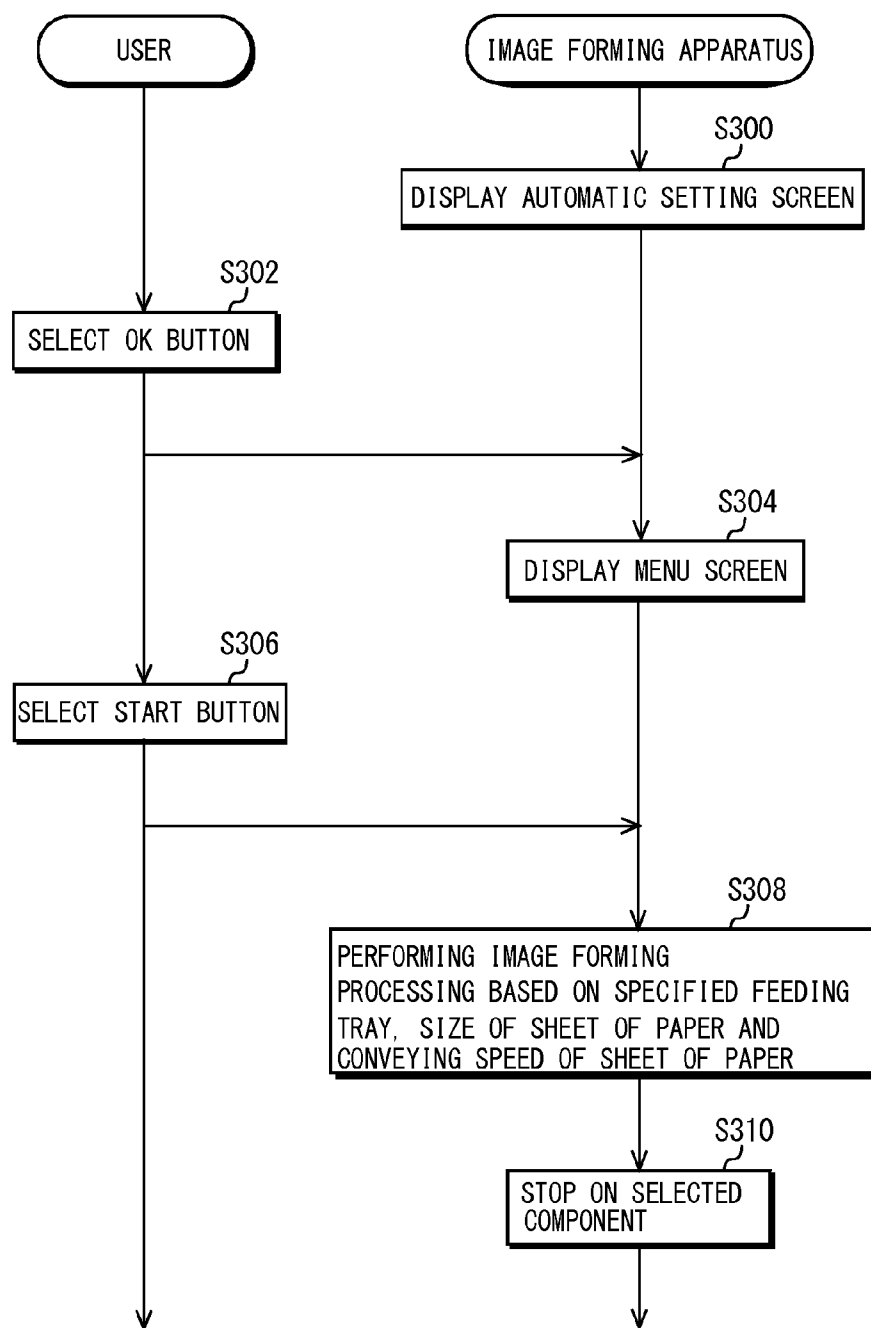 USER
IMAGE FORMING APPARATUS
S300
DISPLAY AUTOMATIC SETTING SCREEN
S302
SELECT OK BUTTON
S304
DISPLAY MENU SCREEN
S306
SELECT START BUTTON
S308
PERFORMING IMAGE FORMING
PROCESSING BASED ON SPECIFIED FEEDING
TRAY, SIZE OF SHEET OF PAPER AND
CONVEYING SPEED OF SHEET OF PAPER
S310
STOP ON SELECTED
COMPONENT